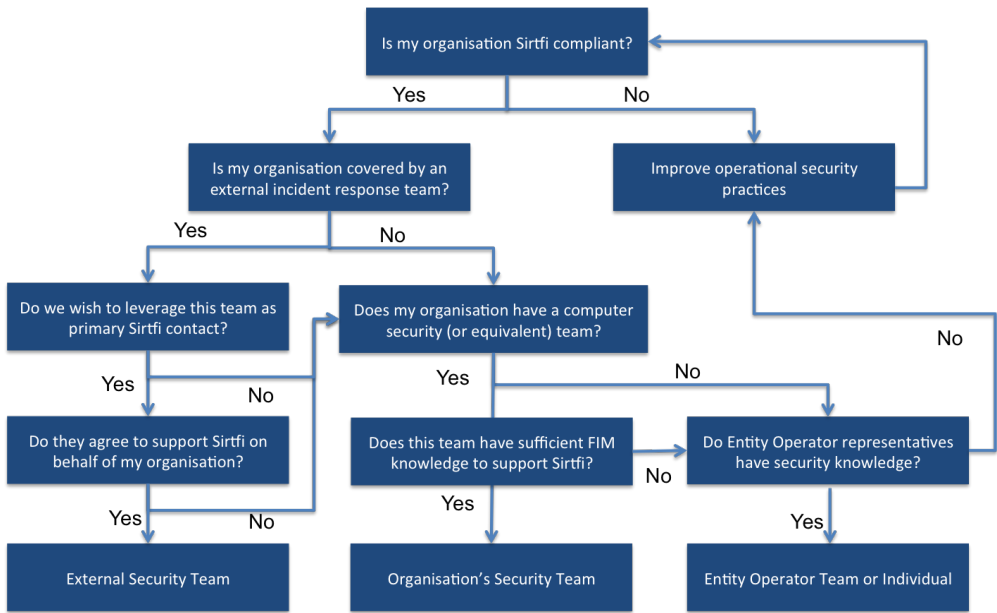 Is my organisation Sirtfi compliant?
Yes
No
Is my organisation covered by an
external incident response team?
Improve operational security
practices
Yes
No
Do we wish to leverage this team as
primary Sirtfi contact?
Does my organisation have a computer
security (or equivalent) team?
No
Yes
No
Yes
No
Do they agree to support Sirtfi on
behalf of my organisation?
Does this team have sufficient FIM
knowledge to support Sirtfi?
Do Entity Operator representatives
have security knowledge?
No
Yes
No
Yes
Yes
External Security Team
Organisation's Security Team
Entity Operator Team or Individual